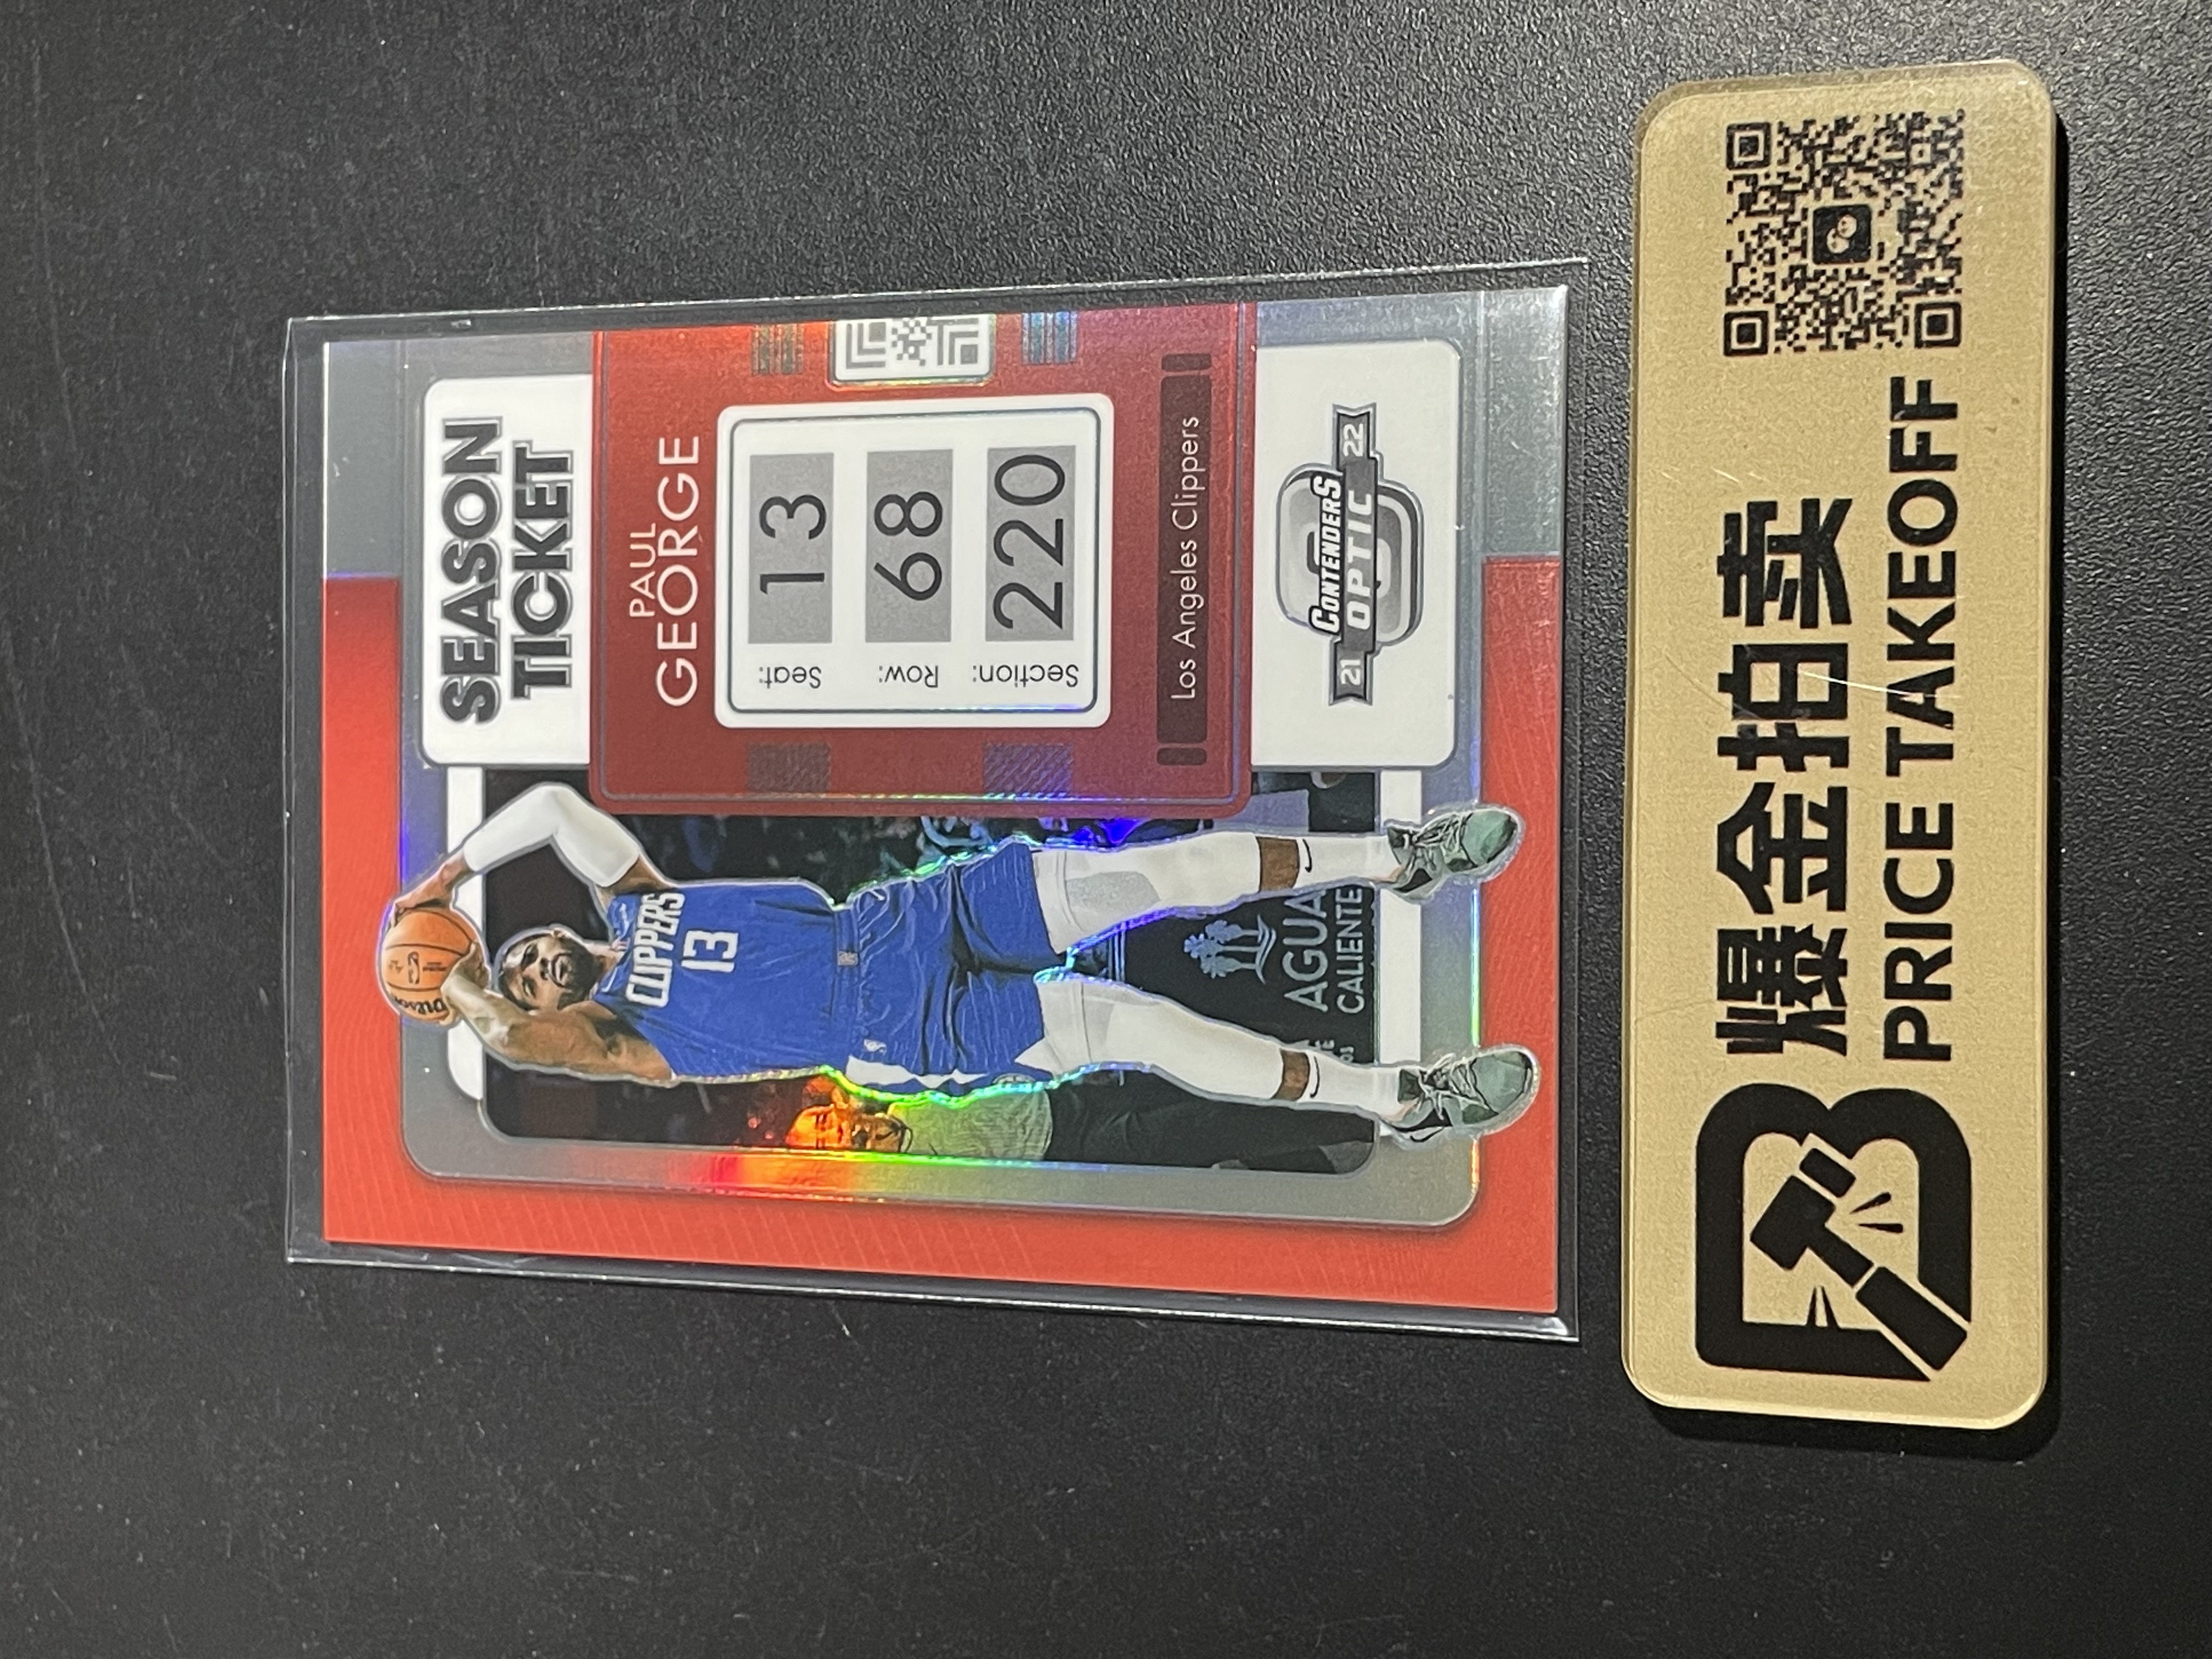 SEASON
TICKET
PAUL
GEORGE
Seat:
13
Row:
68
Section:
220
Los Angeles Clippers
CONTENDERS
OPTIC
21
22
CLIPPERS
13
AGUA
CALIENTE
爆金拍卖
PRICE TAKEOFF